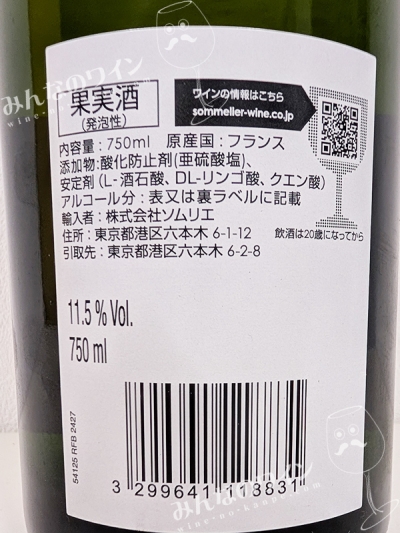 みんなのワイン
果実酒
(発泡性)
ワインの情報はこちら
sommelier-wine.co.jp
内容量：750ml 原産国：フランス
添加物：酸化防止剤(亜硫酸塩)、
安定剤（L-酒石酸、DL-リンゴ酸、クエン酸）
アルコール分：表又は裏ラベルに記載
輸入者：株式会社ソムリエ
住所：東京都港区六本木 6-1-12
引取先：東京都港区六本木 6-2-8
飲酒は20歳になってから
11.5 % Vol.
750 ml
54125 RFB 2427
3 299641 113831
みんなのワイン